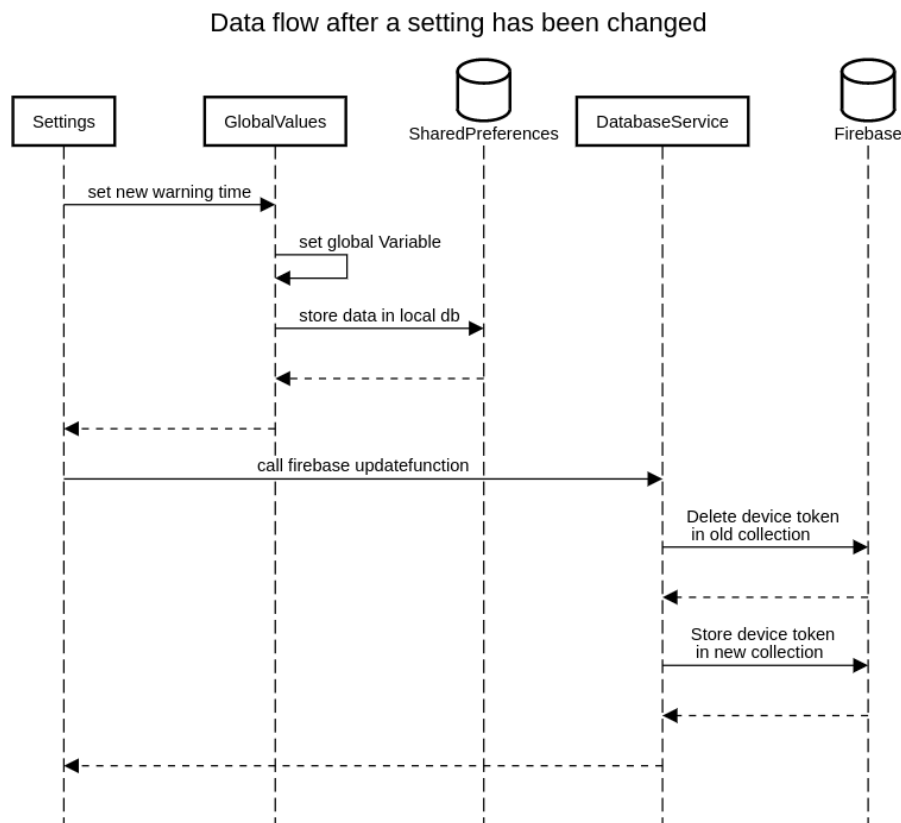 Data flow after a setting has been changed
Settings
GlobalValues
SharedPreferences
DatabaseService
Firebase
set new warning time
set global Variable
store data in local db
call firebase updatefunction
Delete device token
in old collection
Store device token
in new collection